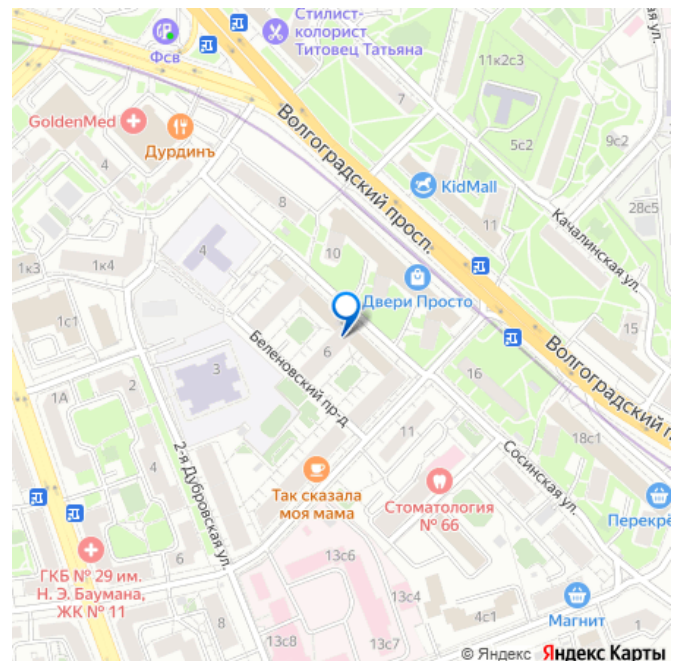 Стилист-
колорист
Титовец Татьяна
Фсв
11к2с3
7
GoldenMed
Дурдинъ
4
5с2
9с2
Волгоградский просп.
KidMall
28с5
8
11
Качалинская ул.
4
10
1к3
1к4
Двери Просто
15
1с1
6
Беленовский пр-д
3
16
Волгоградский п
1А
2
11
18с1
Сосинская ул.
4
2-я Дубровская ул.
Так сказала
моя мама
Стоматология
№ 66
Перекрё
6
13с6
ГКБ № 29 им.
Н. Э. Баумана,
ЖК № 11
13с4
4с1
Магнит
8
1
13с8
13с7
© Яндекс Яндекс Карты